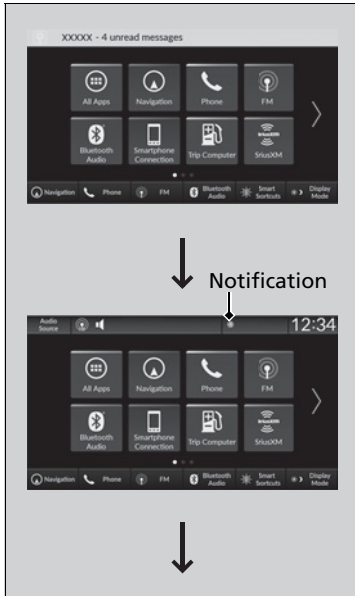 XXXXX - 4 unread messages
All Apps Navigation Phone FM
Bluetooth Audio Smartphone Connection Trip Computer SiriusXM
Navigation Phone FM Bluetooth Audio Smart Sortcuts Display Mode
Notification
Audio Source 12:34
All Apps Navigation Phone FM
Bluetooth Audio Smartphone Connection Trip Computer SiriusXM
Navigation Phone FM Bluetooth Audio Smart Sortcuts Display Mode